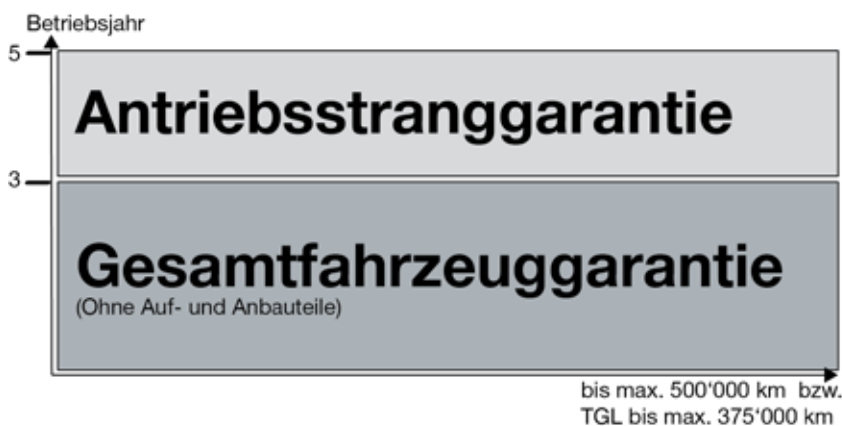 Betriebsjahr
5
Antriebsstranggarantie
3
Gesamtfahrzeuggarantie
(Ohne Auf- und Anbauteile)
bis max. 500‘000 km  bzw.
TGL bis max. 375‘000 km